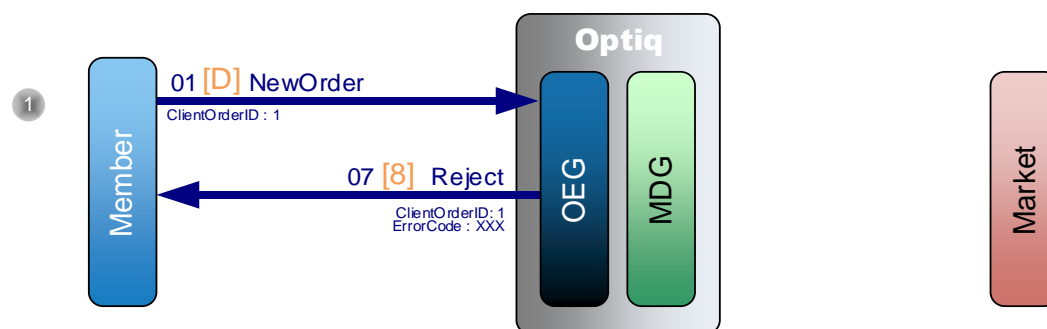 Optiq
1
01 [D] NewOrder
ClientOrderID : 1
Member
07 [8] Reject
ClientOrderID: 1
ErrorCode : XXX
OEG
MDG
Market